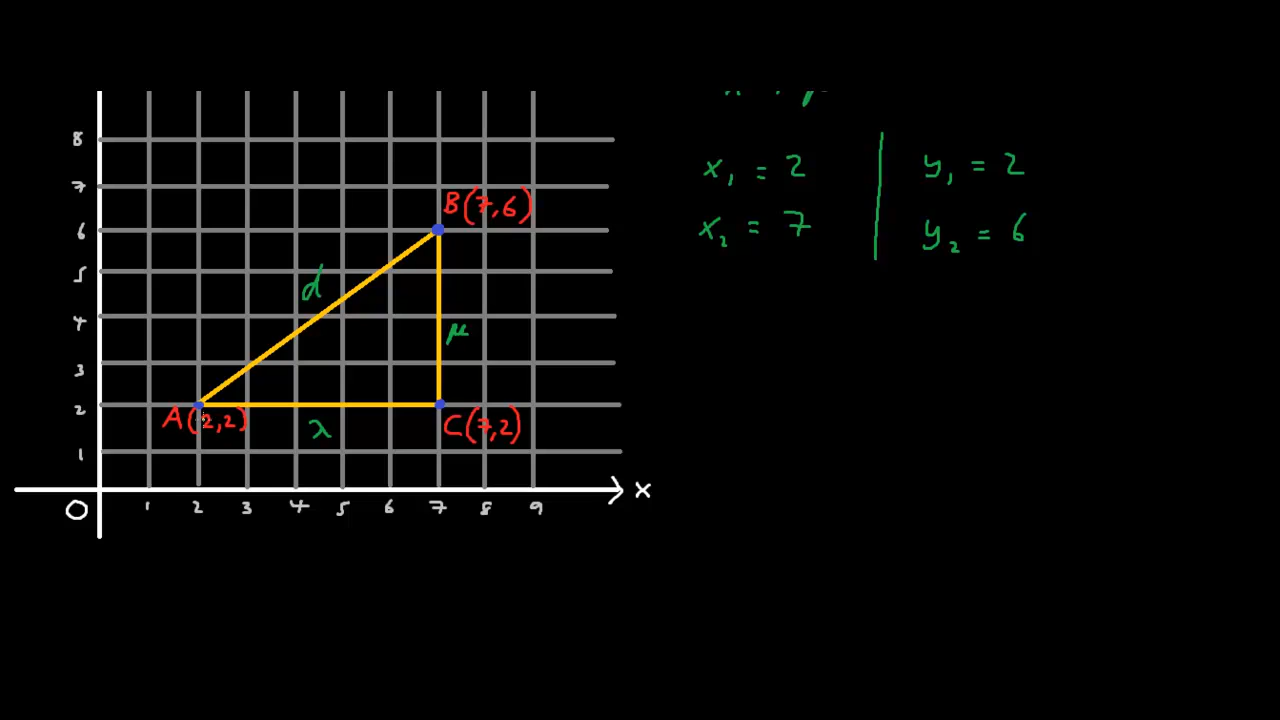 8
7
6
5
4
3
2
1
O
1 2 3 4 5 6 7 8 9
x
B(7,6)
d
μ
A(2,2)
λ
C(7,2)
x₁ = 2
x₂ = 7
y₁ = 2
y₂ = 6